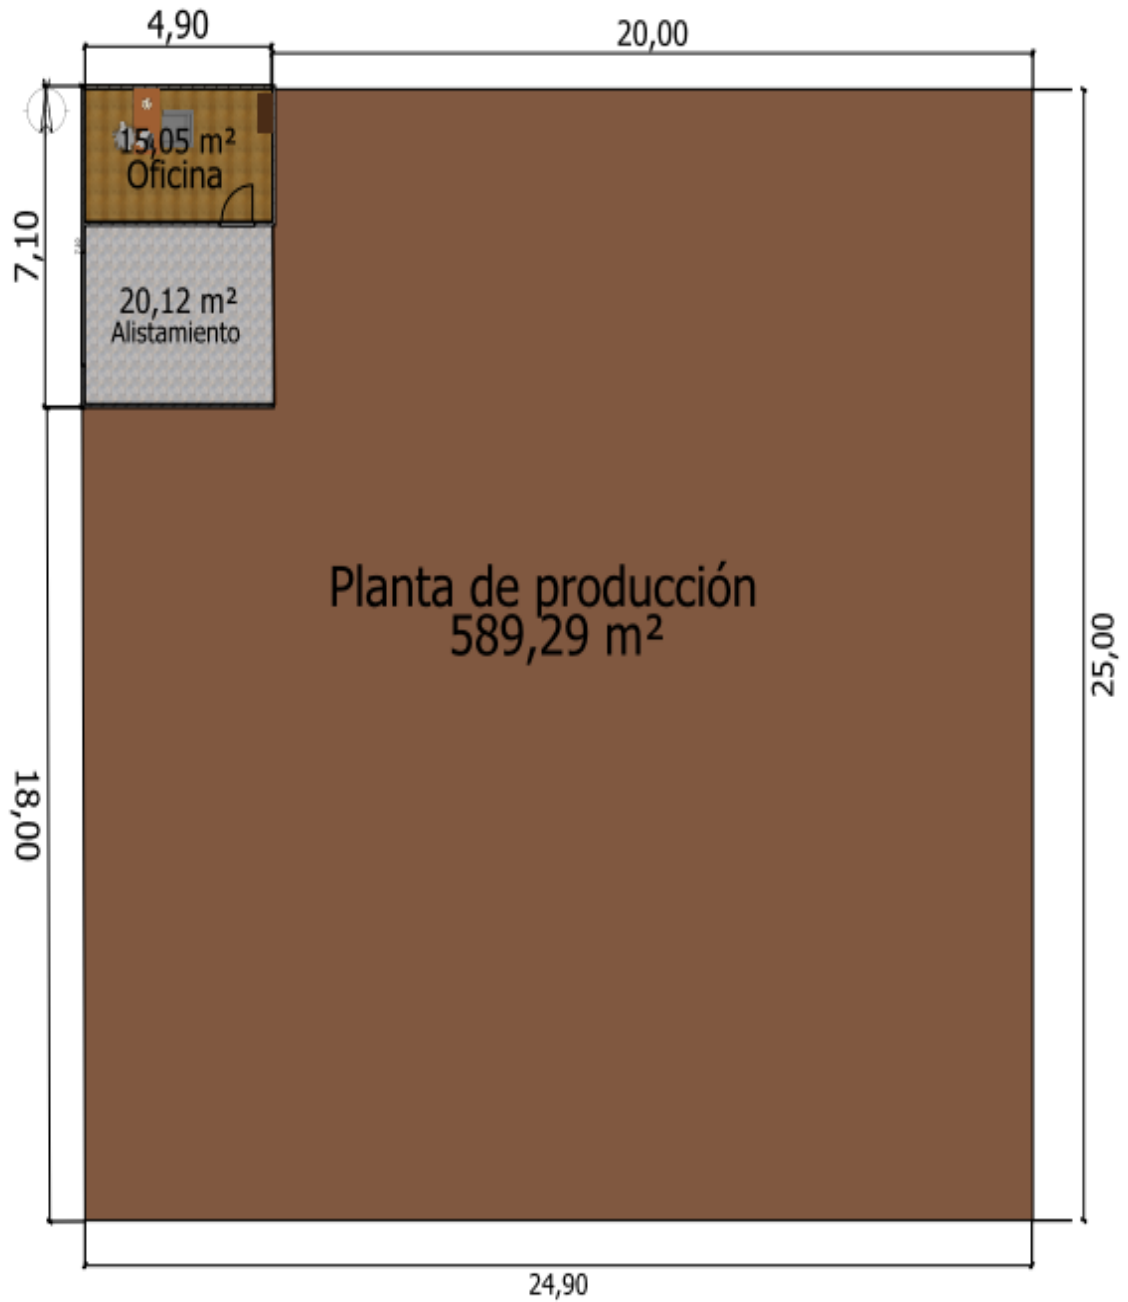 4,90
20,00
15,05 m²
Oficina
7,10
20,12 m²
Alistamiento
Planta de producción
589,29 m²
25,00
18,00
24,90